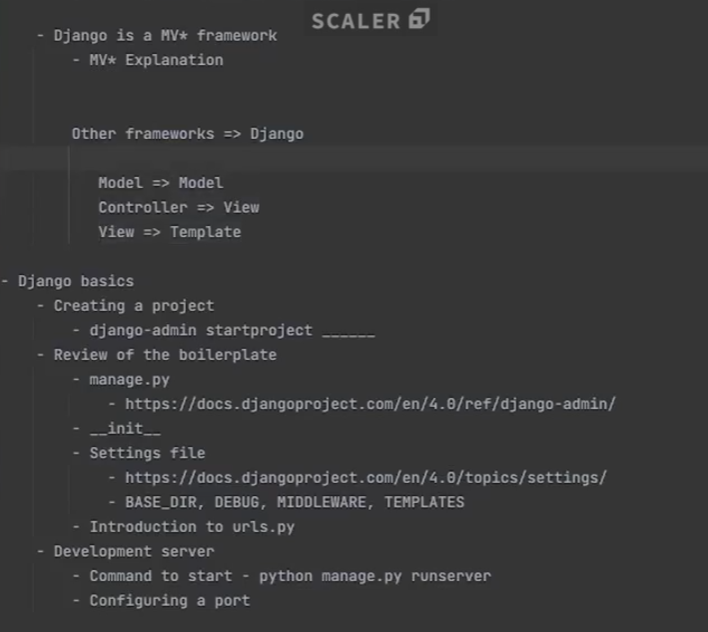 SCALER
- Django is a MV* framework
- MV* Explanation
Other frameworks => Django
Model => Model
Controller => View
View => Template
- Django basics
- Creating a project
- django-admin startproject ______
- Review of the boilerplate
- manage.py
- https://docs.djangoproject.com/en/4.0/ref/django-admin/
- __init__
- Settings file
- https://docs.djangoproject.com/en/4.0/topics/settings/
- BASE_DIR, DEBUG, MIDDLEWARE, TEMPLATES
- Introduction to urls.py
- Development server
- Command to start - python manage.py runserver
- Configuring a port